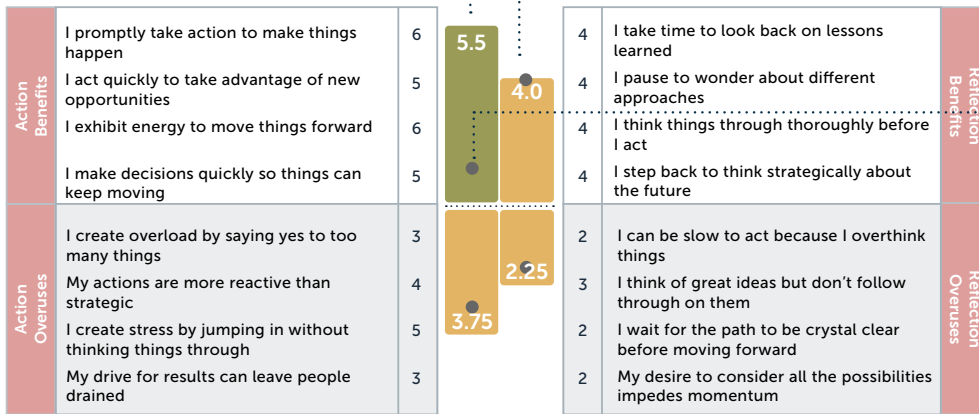 Action
Benefits
I promptly take action to make things
happen
6
I act quickly to take advantage of new
opportunities
5
I exhibit energy to move things forward
6
I make decisions quickly so things can
keep moving
5
5.5
4.0
4
I take time to look back on lessons
learned
4
I pause to wonder about different
approaches
4
I think things through thoroughly before
I act
4
I step back to think strategically about
the future
Reflection
Benefits
Action
Overuses
I create overload by saying yes to too
many things
3
My actions are more reactive than
strategic
4
I create stress by jumping in without
thinking things through
5
My drive for results can leave people
drained
3
3.75
2.25
2
I can be slow to act because I overthink
things
3
I think of great ideas but don’t follow
through on them
2
I wait for the path to be crystal clear
before moving forward
2
My desire to consider all the possibilities
impedes momentum
Reflection
Overuses